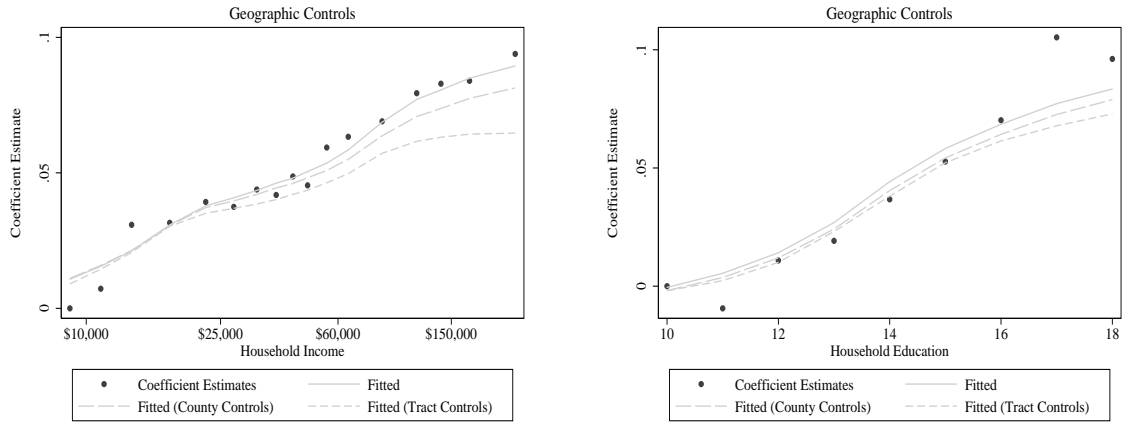 Geographic Controls
Coefficient Estimate
.1
.05
0
$10,000
$25,000
$60,000
$150,000
Household Income
Coefficient Estimates
Fitted
Fitted (County Controls)
Fitted (Tract Controls)
Geographic Controls
Coefficient Estimate
.1
.05
0
10
12
14
16
18
Household Education
Coefficient Estimates
Fitted
Fitted (County Controls)
Fitted (Tract Controls)